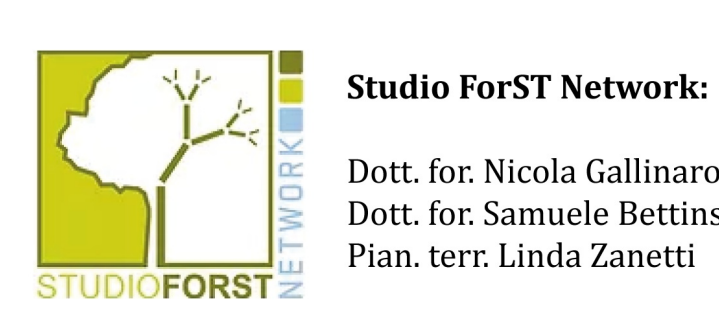 Studio ForST Network:
Dott. for. Nicola Gallinaro
Dott. for. Samuele
Pian. terr. Linda Zanetti
STUDIOFORST
NETWORK